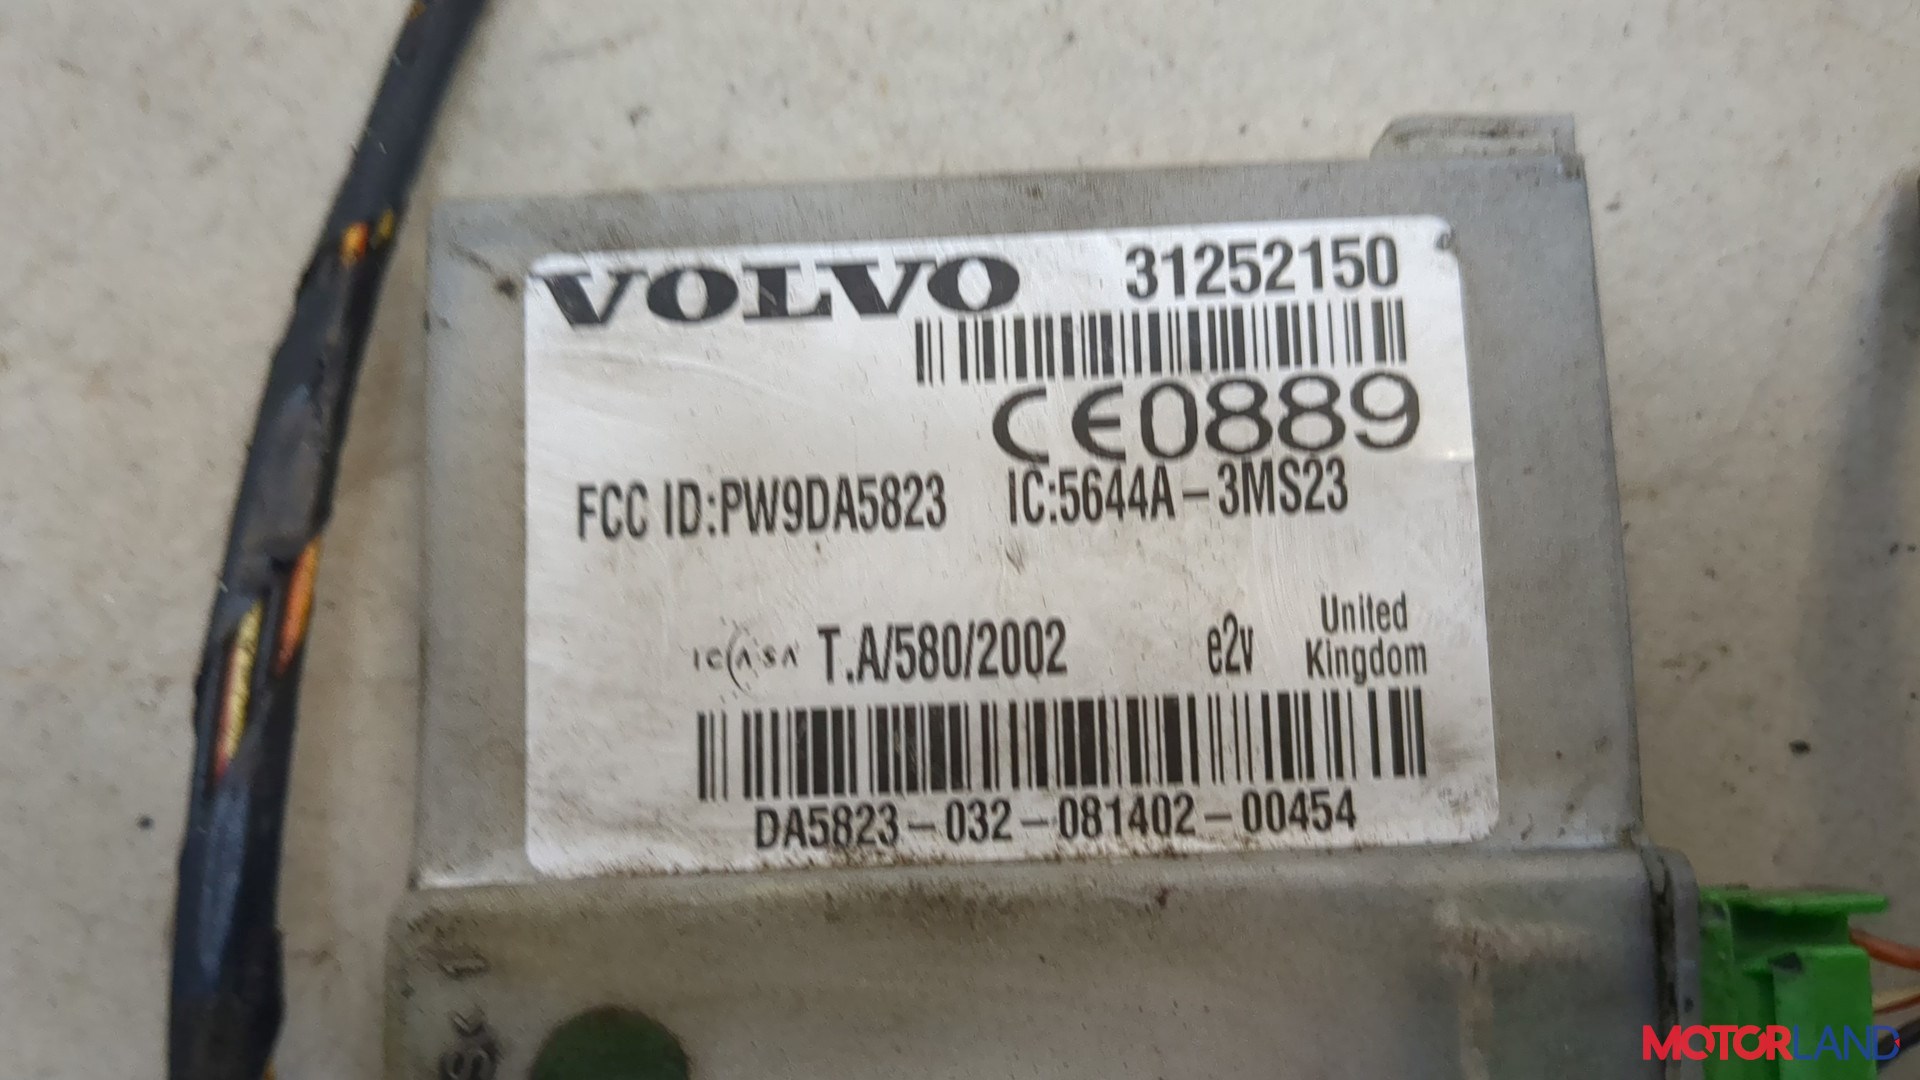 VOLVO 31252150
CE0889
FCC ID:PW9DA5823 IC:5644A-3MS23
ICASA T.A/580/2002 e2v United Kingdom
DA5823-032-081402-00454
MOTORLAND